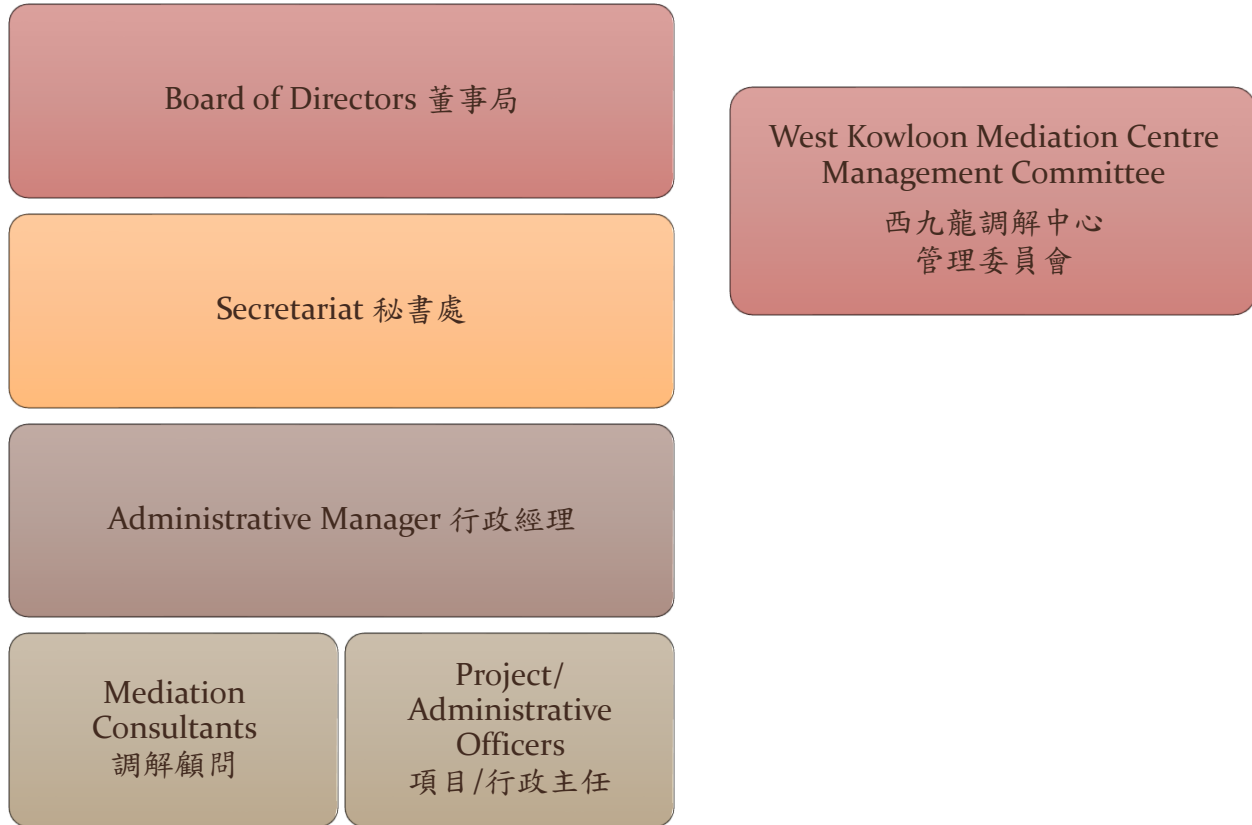 Board of Directors 董事局
West Kowloon Mediation Centre
Management Committee
西九龍調解中心
管理委員會
Secretariat 秘書處
Administrative Manager 行政經理
Mediation
Consultants
調解顧問
Project/
Administrative
Officers
項目/行政主任